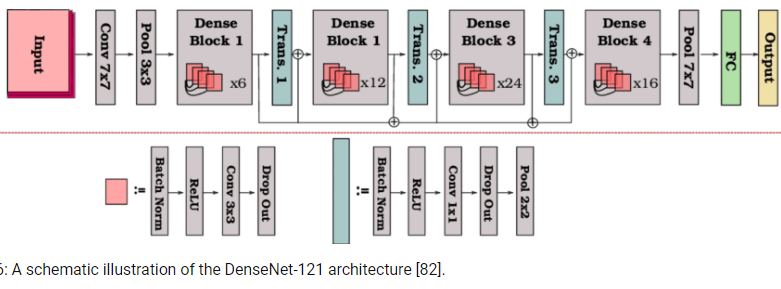 Input
Conv 7x7
Pool 3x3
Dense
Block 1
x6
Trans. 1
Dense
Block 1
x12
Trans. 2
Dense
Block 3
x24
Trans. 3
Dense
Block 4
x16
Pool 7x7
FC
Output
:=
Batch Norm
ReLU
Conv 3x3
Drop Out
:=
Batch Norm
ReLU
Conv 1x1
Drop Out
Pool 2x2
: A schematic illustration of the DenseNet-121 architecture [82].